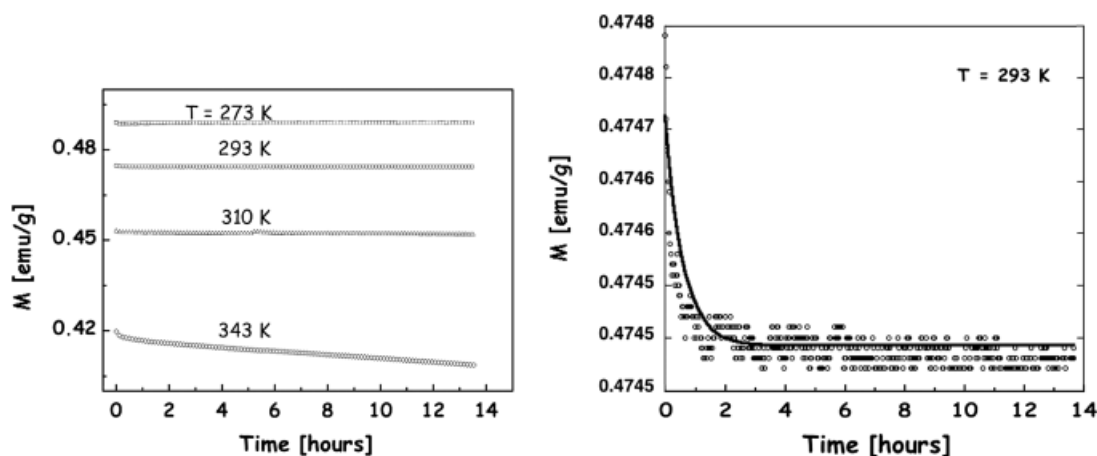 T = 273 K
0.48
293 K
310 K
0.45
0.42
343 K
M [emu/g]
0 2 4 6 8 10 12 14
Time [hours]
0.4748
T = 293 K
0.4748
0.4747
0.4746
0.4746
0.4745
0.4745
0.4745
M [emu/g]
0 2 4 6 8 10 12 14
Time [hours]